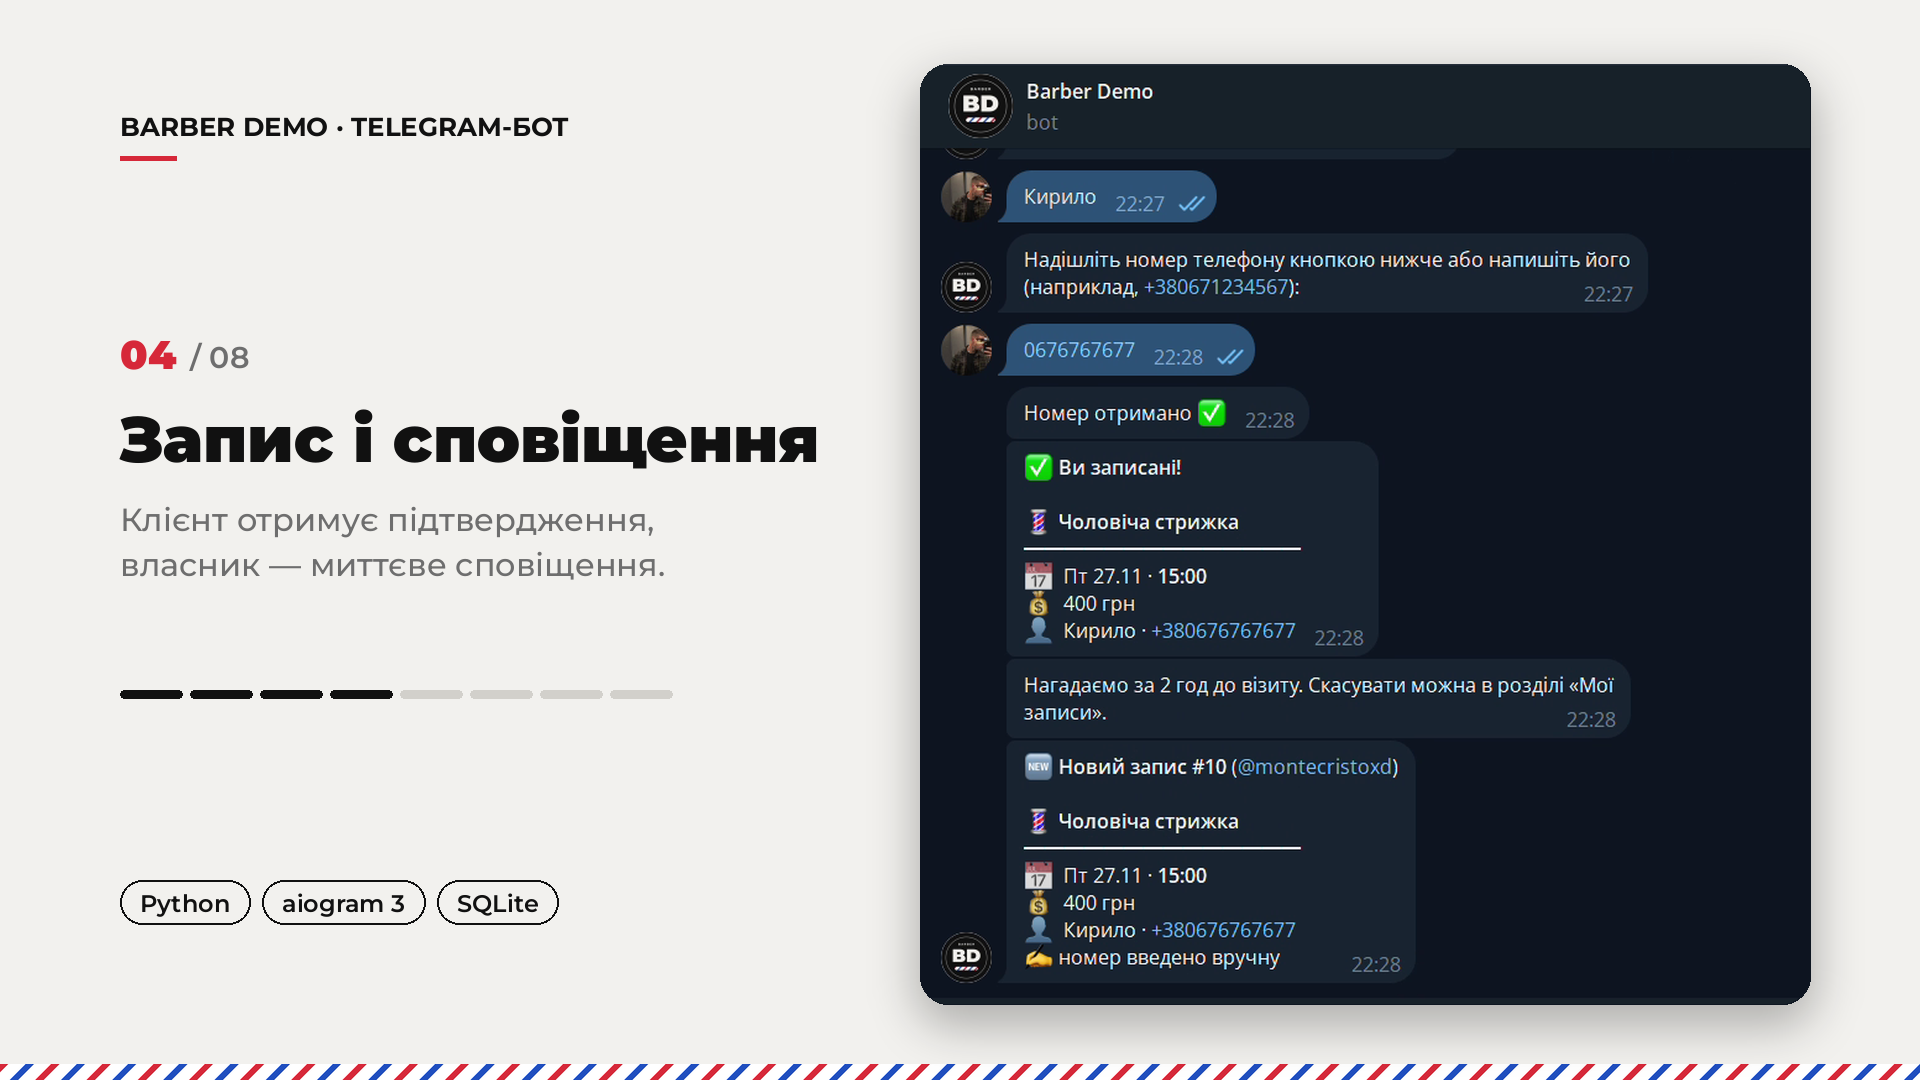 BARBER DEMO · TELEGRAM-БОТ
04 / 08
Запис і сповіщення
Клієнт отримує підтвердження,
власник — миттєве сповіщення.
Python
aiogram 3
SQLite
BARBER
BD
Barber Demo
bot
Кирило 22:27
Надішліть номер телефону кнопкою нижче або напишіть його
(наприклад, +380671234567):
22:27
BD
0676767677 22:28
Номер отримано ✅ 22:28
✅ Ви записані!
💈 Чоловіча стрижка
📅 Пт 27.11 · 15:00
💰 400 грн
👤 Кирило · +380676767677 22:28
Нагадаємо за 2 год до візиту. Скасувати можна в розділі «Мої
записи».
22:28
🆕 Новий запис #10 (@montecristoxd)
💈 Чоловіча стрижка
📅 Пт 27.11 · 15:00
💰 400 грн
👤 Кирило · +380676767677
✍️ номер введено вручну 22:28
BD